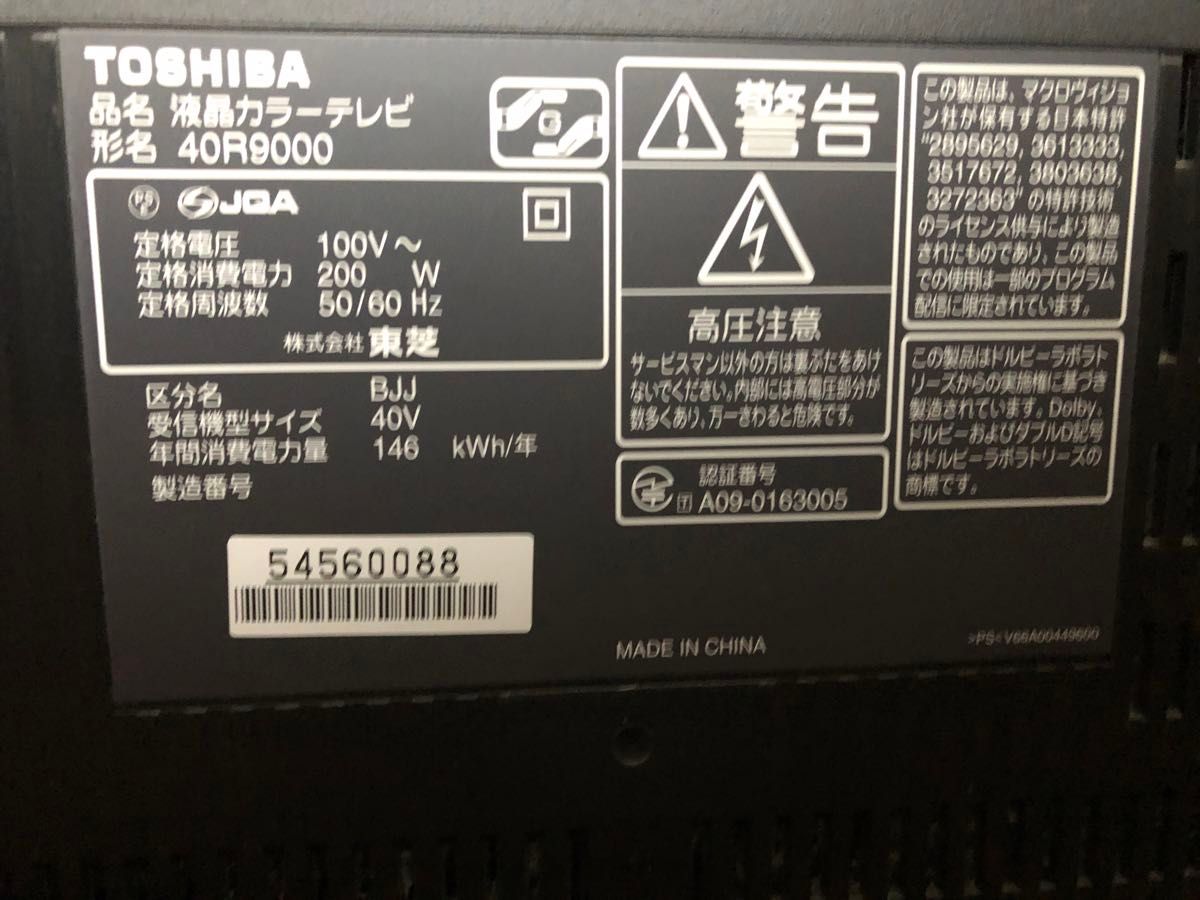 TOSHIBA
品名 液晶カラーテレビ
形名 40R9000
G
PS
E
JQA
定格電圧 100V～
定格消費電力 200 W
定格周波数 50/60 Hz
株式会社 東芝
区分名 BJJ
受信機型サイズ 40V
年間消費電力量 146 kWh/年
製造番号
54560088
警告
高圧注意
サービスマン以外の方は裏ぶたをあけ
ないでください。内部には高電圧部分が
数多くあり、万一さわると危険です。
認証番号
T A09-0163005
MADE IN CHINA
この製品は、マクロヴィジョ
ン社が保有する日本特許
"2895629, 3613333,
3517672, 3803638,
3272363" の特許技術
のライセンス供与により製造
されたものであり、この製品
での使用は一部のプログラム
配信に限定されています。
この製品はドルビーラボラト
リーズからの実施権に基づき
製造されています。Dolby、
ドルビーおよびダブルD記号
はドルビーラボラトリーズの
商標です。
>PS< V66A00449600